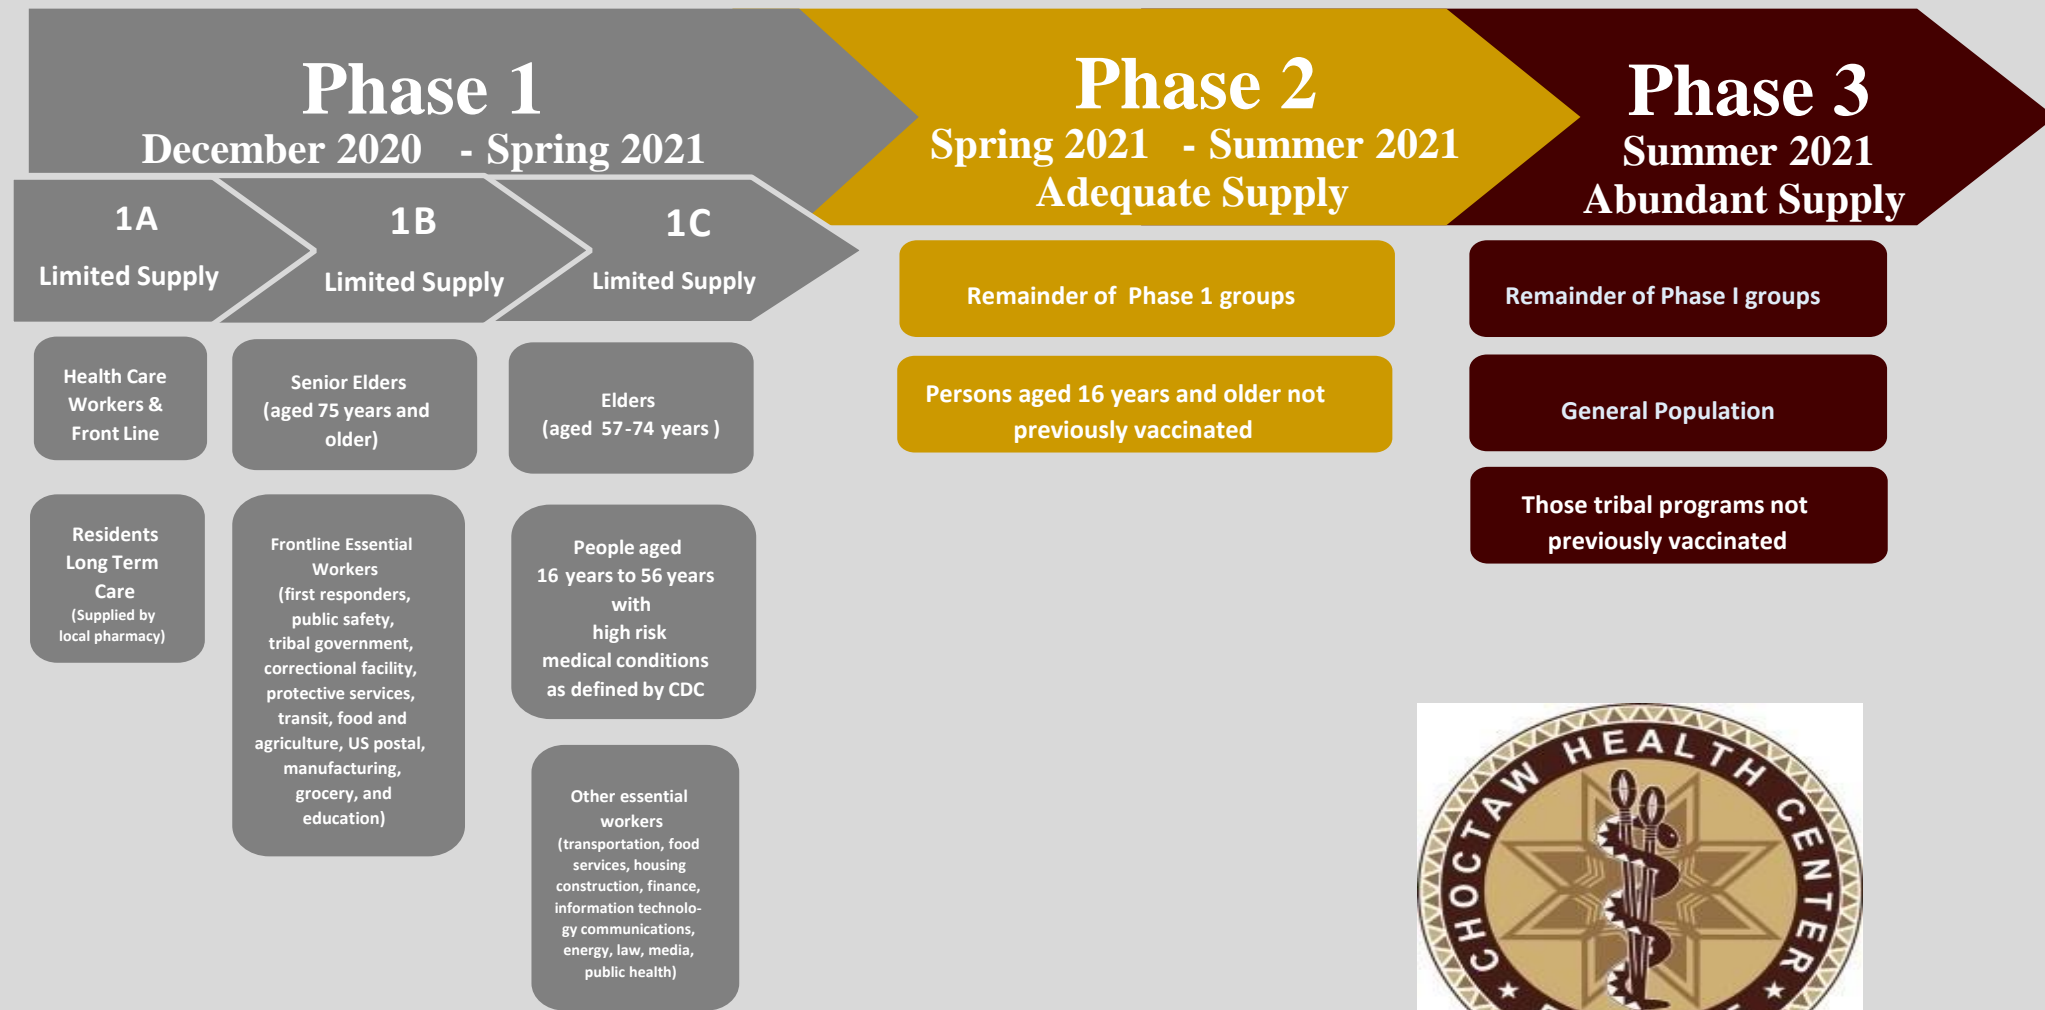 Phase 1
December 2020 - Spring 2021
Phase 2
Spring 2021 - Summer 2021
Adequate Supply
Phase 3
Summer 2021
Abundant Supply
1A
Limited Supply
1B
Limited Supply
1C
Limited Supply
Health Care
Workers &
Front Line
Residents
Long Term
Care
(Supplied by
local pharmacy)
Senior Elders
(aged 75 years and
older)
Frontline Essential
Workers
(first responders,
public safety,
tribal government,
correctional facility,
protective services,
transit, food and
agriculture, US postal,
manufacturing,
grocery, and
education)
Elders
(aged 57-74 years )
People aged
16 years to 56 years
with
high risk
medical conditions
as defined by CDC
Other essential
workers
(transportation, food
services, housing
construction, finance,
information technolo-
gy communications,
energy, law, media,
public health)
Remainder of Phase 1 groups
Persons aged 16 years and older not
previously vaccinated
Remainder of Phase I groups
General Population
Those tribal programs not
previously vaccinated
CHOCTAW HEALTH CENTER